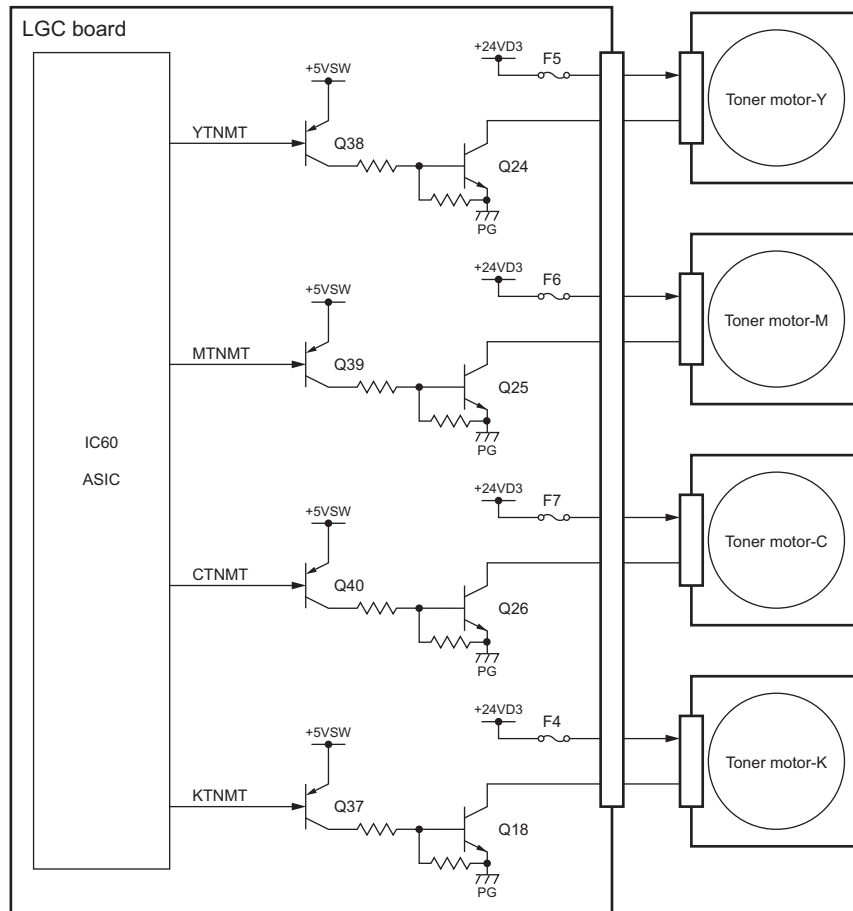 LGC board
+24VD3
F5
+5VSW
Toner motor-Y
YTNMT
Q38
Q24
PG
+24VD3
F6
+5VSW
Toner motor-M
MTNMT
Q39
Q25
PG
IC60
ASIC
+24VD3
F7
+5VSW
Toner motor-C
CTNMT
Q40
Q26
PG
+24VD3
F4
+5VSW
Toner motor-K
KTNMT
Q37
Q18
PG